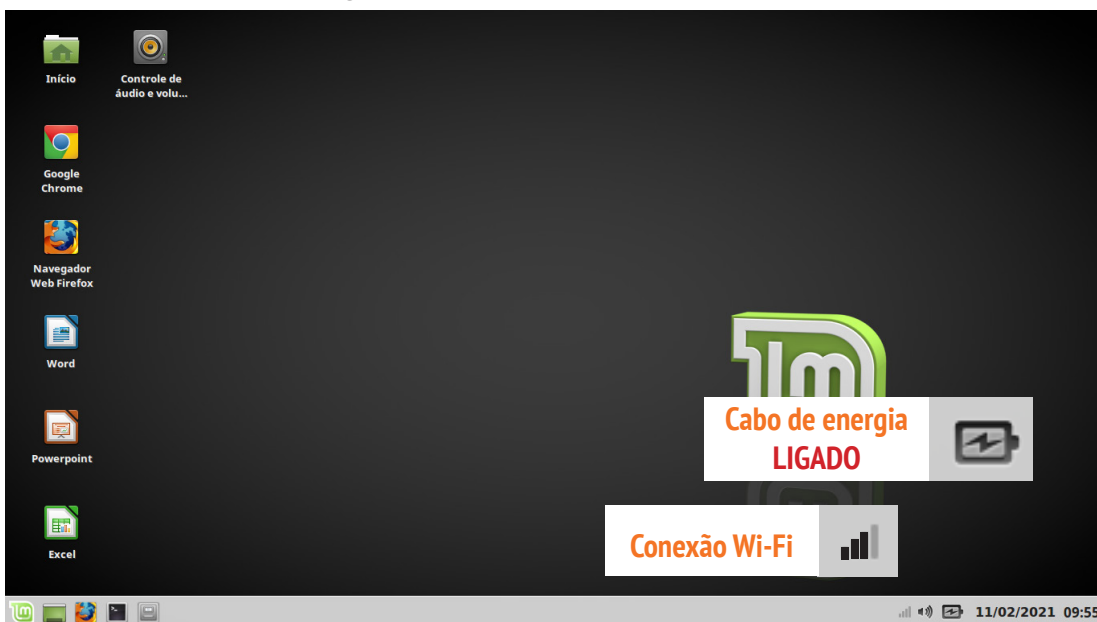 Início
Controle de
áudio e volu...
Google
Chrome
Navegador
Web Firefox
Word
Powerpoint
Excel
Cabo de energia
LIGADO
Conexão Wi-Fi
11/02/2021 09:55